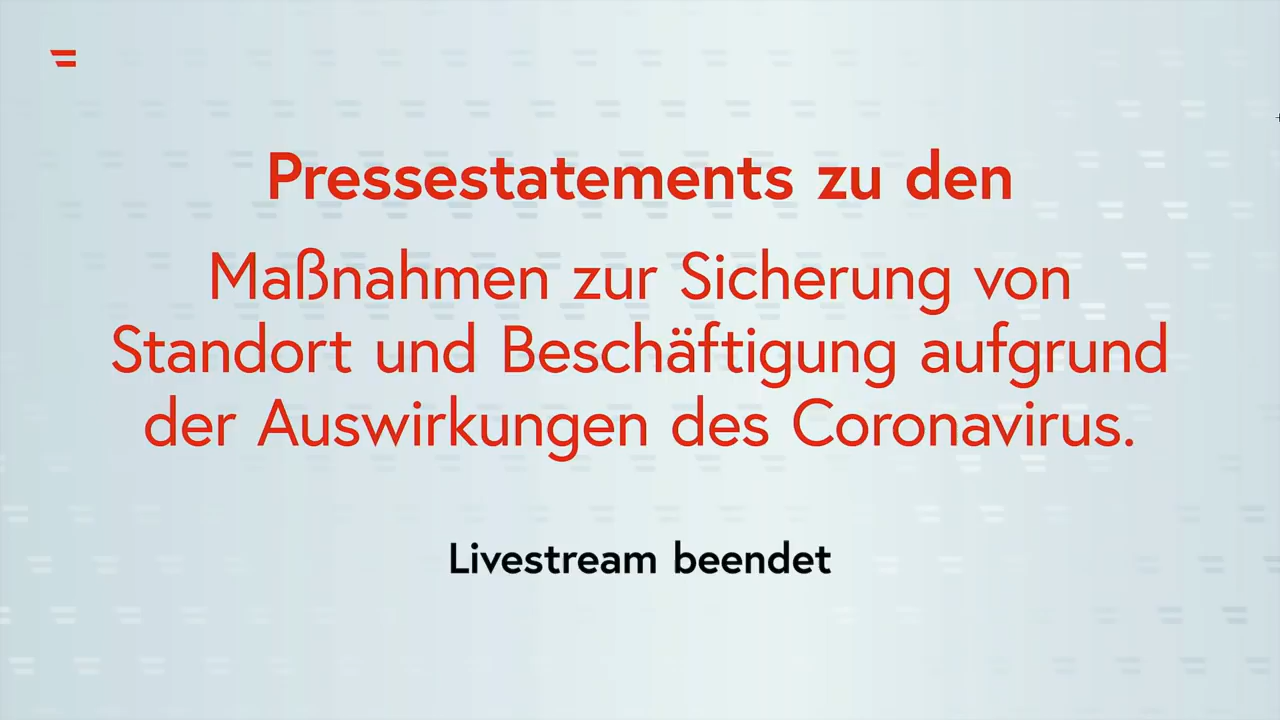 Pressestatements zu den
Maßnahmen zur Sicherung von
Standort und Beschäftigung aufgrund
der Auswirkungen des Coronavirus.
Livestream beendet